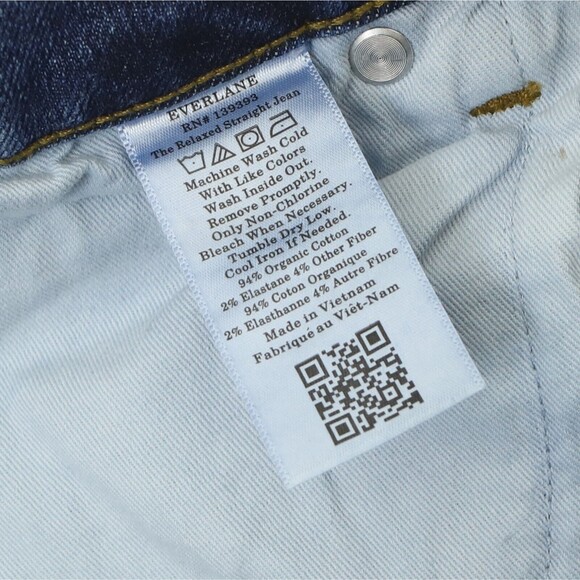 EVERLANE
RN# 139393
The Relaxed Straight Jean
Machine Wash Cold
With Like Colors
Wash Inside Out.
Remove Promptly.
Only Non-Chlorine
Bleach When Necessary.
Tumble Dry Low.
Cool Iron If Needed.
94% Organic Cotton
2% Elastane 4% Other Fiber
94% Coton Organique
2% Elasthanne 4% Autre Fibre
Made in Vietnam
Fabriqué au Viêt-Nam